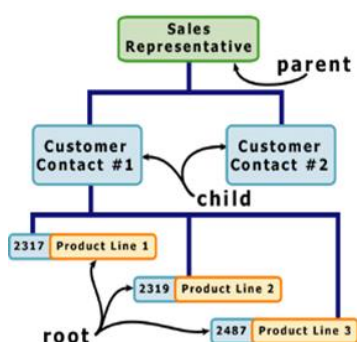 Sales
Representative
parent
Customer
Contact #1
Customer
Contact #2
child
2317 Product Line 1
2319 Product Line 2
2487 Product Line 3
root